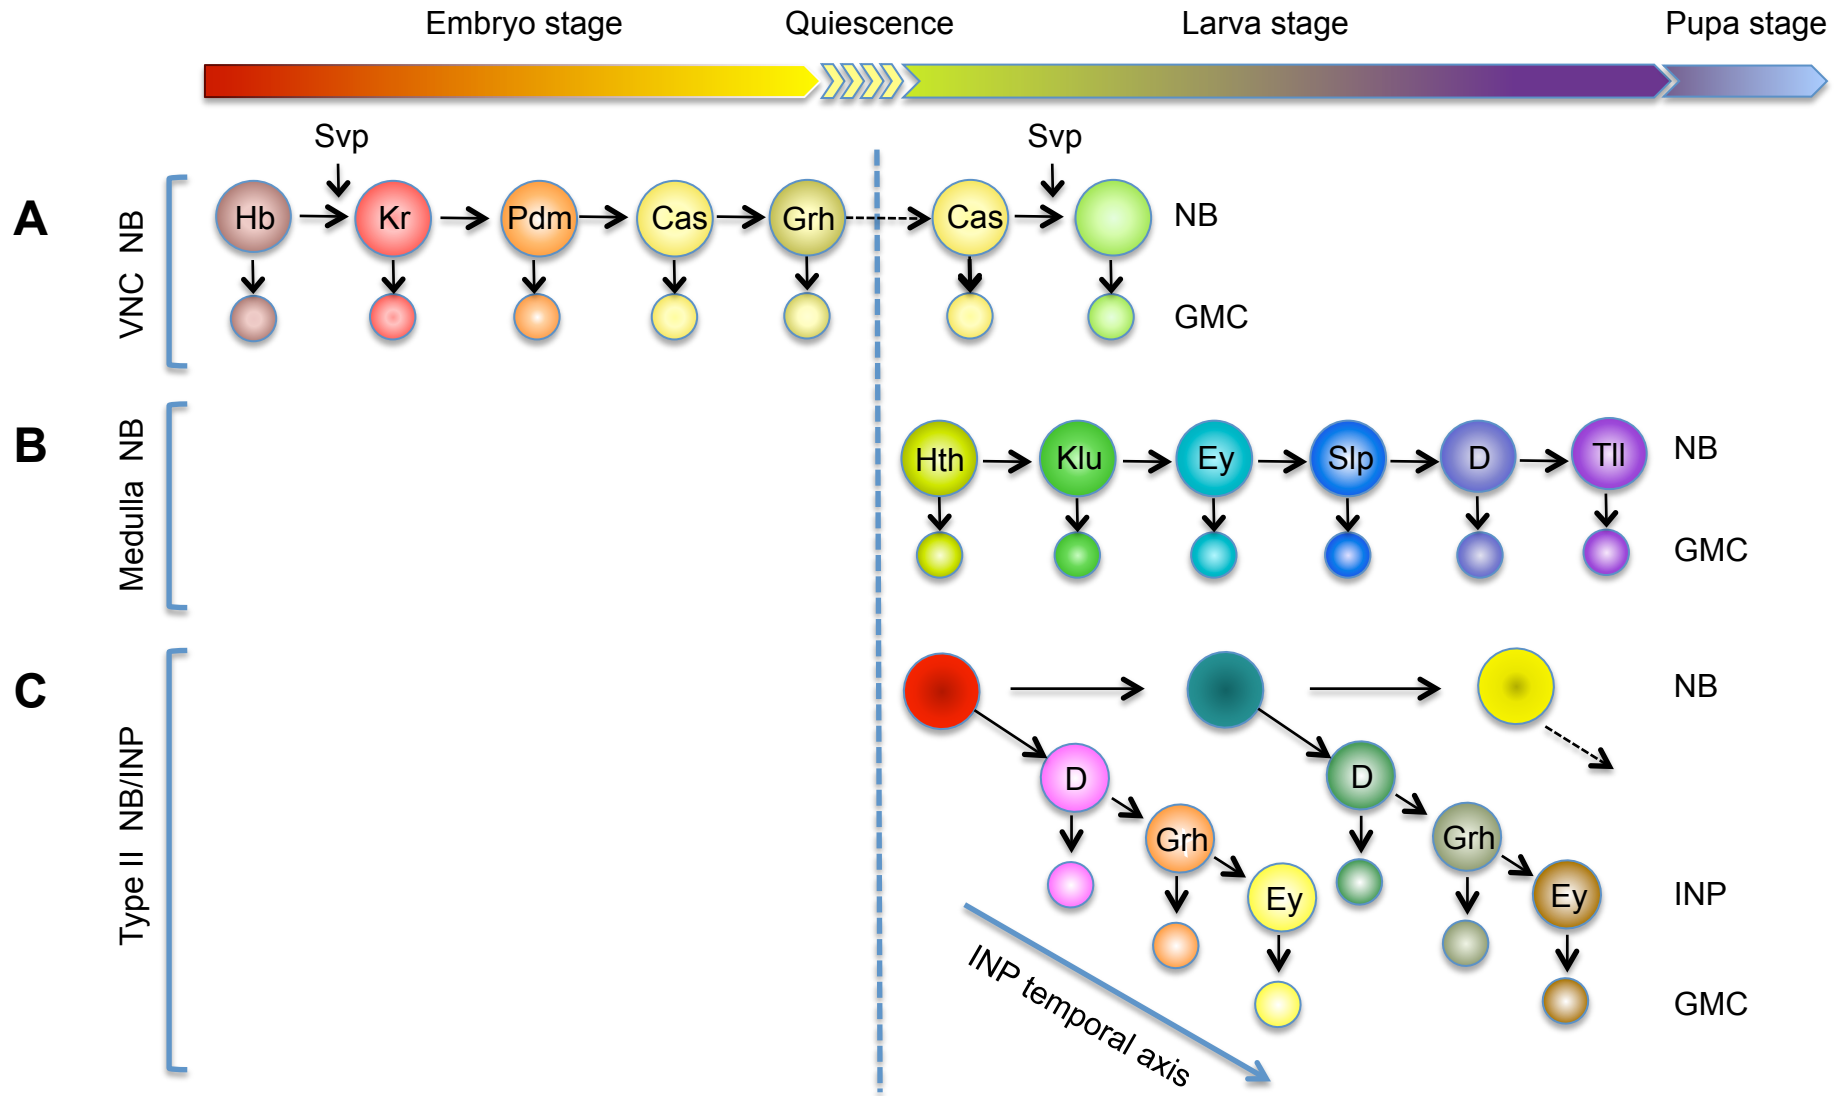 Embryo stage Quiescence Larva stage Pupa stage
Svp Svp
A
VNC NB
Hb Kr Pdm Cas Grh Cas NB
GMC
B
Medulla NB
Hth Klu Ey Slp D Tll NB
GMC
C
Type II NB/INP
NB
D D
Grh Grh
Ey Ey INP
INP temporal axis
GMC